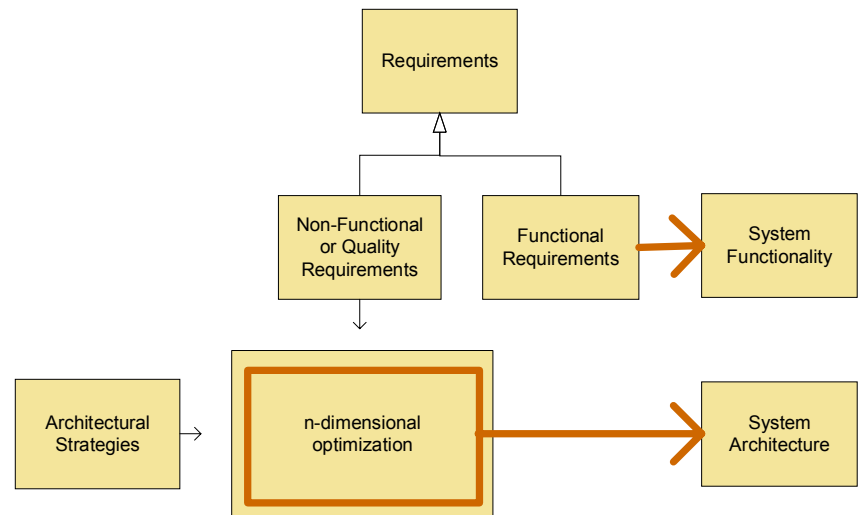 Requirements
Non-Functional
or Quality
Requirements
Functional
Requirements
System
Functionality
Architectural
Strategies
n-dimensional
optimization
System
Architecture